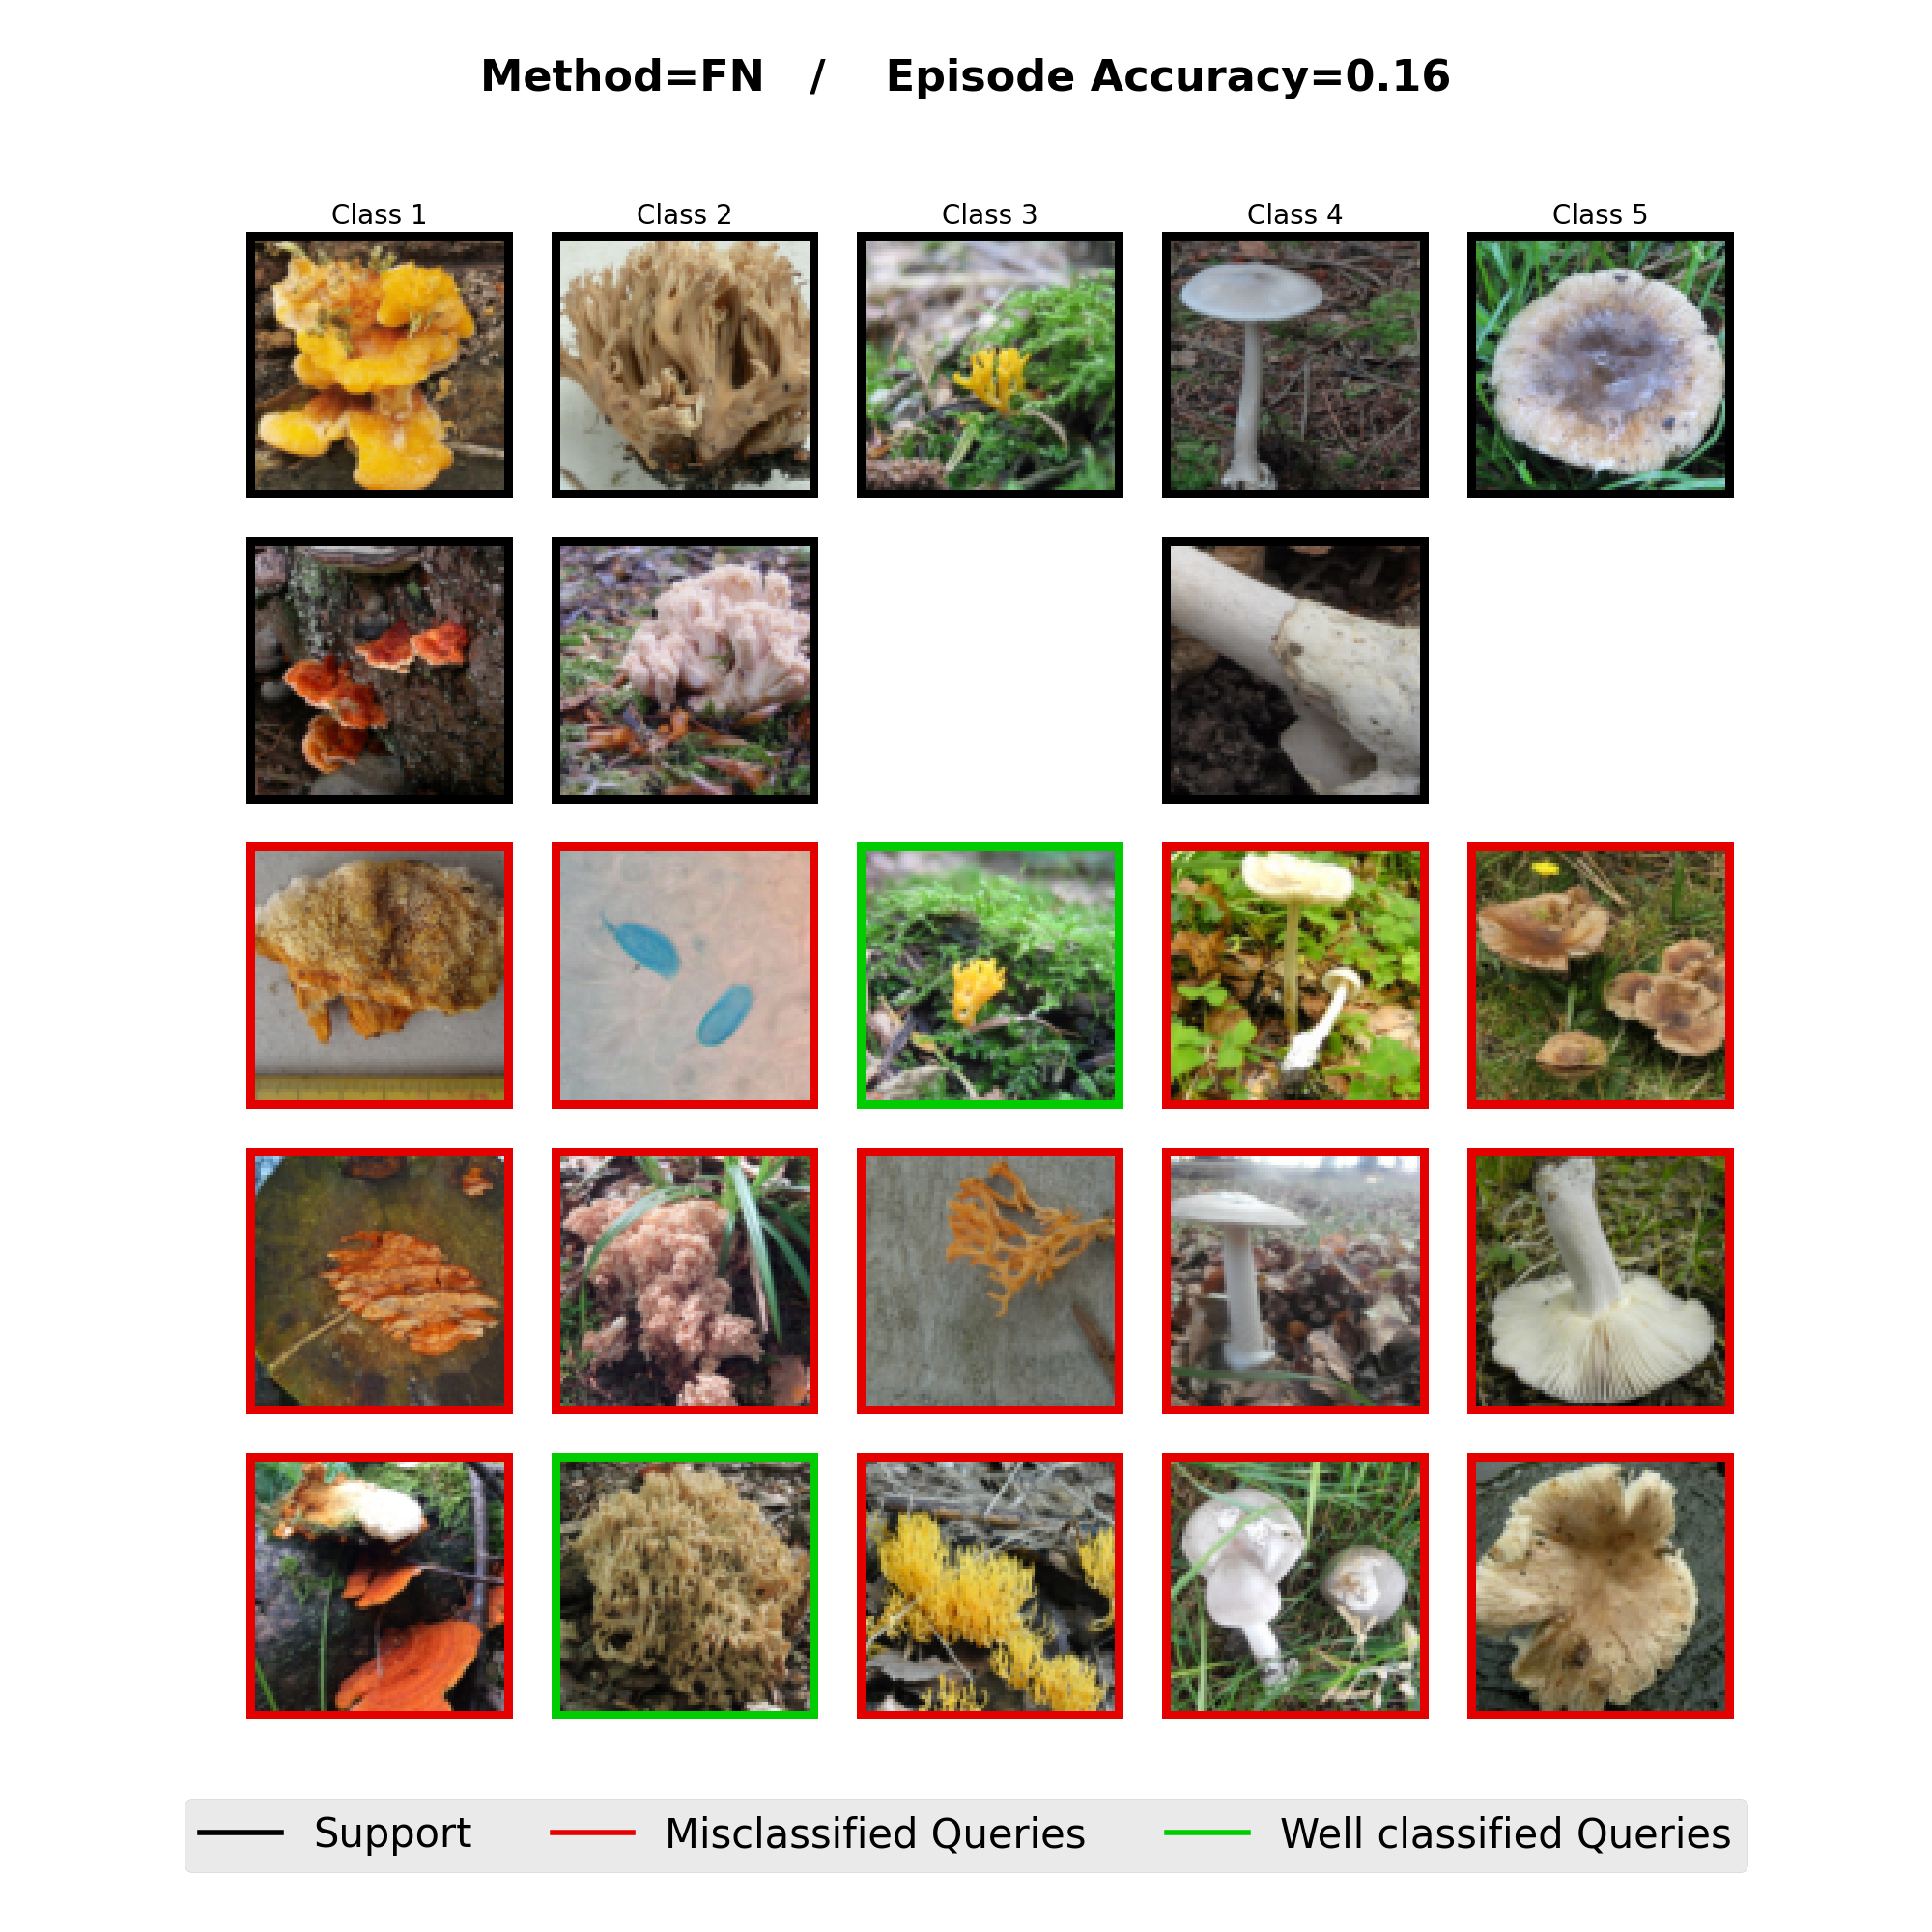 Method=FN / Episode Accuracy=0.16
Class 1 Class 2 Class 3 Class 4 Class 5
Support Misclassified Queries Well classified Queries